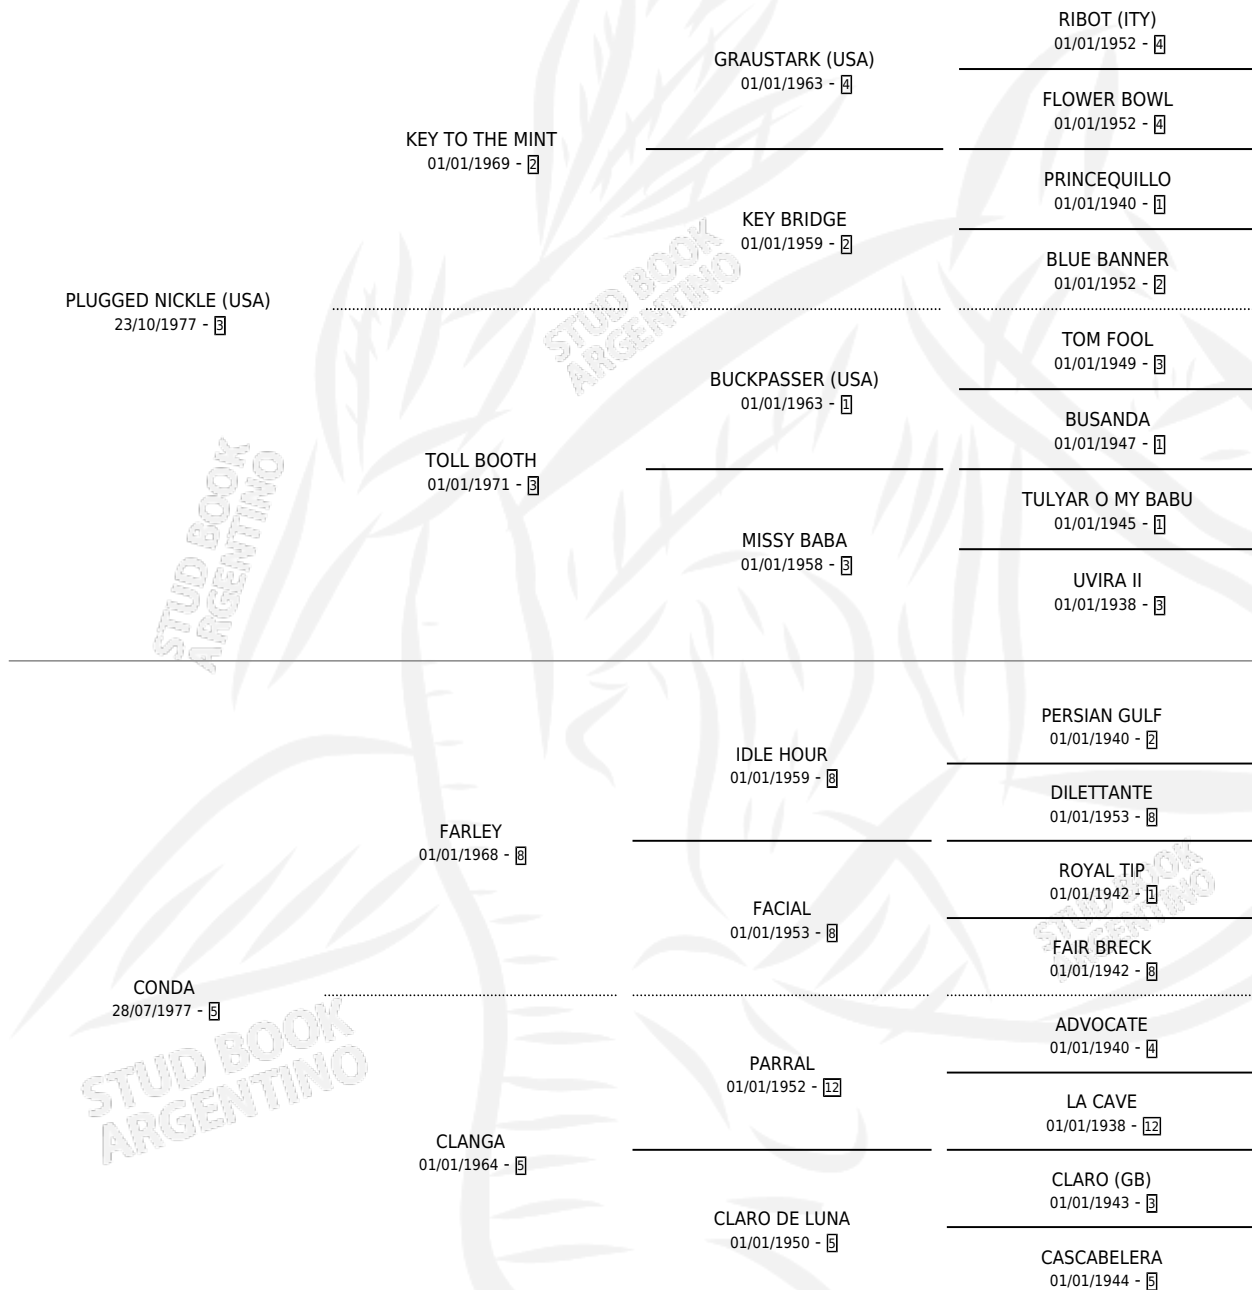 RIBOT (ITY)
01/01/1952 - 4
GRAUSTARK (USA)
01/01/1963 - 4
FLOWER BOWL
01/01/1952 - 4
KEY TO THE MINT
01/01/1969 - 2
PRINCEQUILLO
01/01/1940 - 1
KEY BRIDGE
01/01/1959 - 2
BLUE BANNER
01/01/1952 - 2
PLUGGED NICKLE (USA)
23/10/1977 - 3
TOM FOOL
01/01/1949 - 3
BUCKPASSER (USA)
01/01/1963 - 1
BUSANDA
01/01/1947 - 1
TOLL BOOTH
01/01/1971 - 3
TULYAR O MY BABU
01/01/1945 - 1
MISSY BABA
01/01/1958 - 3
UVIRA II
01/01/1938 - 3
STUD BOOK
ARGENTINO
STUD BOOK
ARGENTINO
PERSIAN GULF
01/01/1940 - 2
IDLE HOUR
01/01/1959 - 8
DILETTANTE
01/01/1953 - 8
FARLEY
01/01/1968 - 8
ROYAL TIP
01/01/1942 - 1
FACIAL
01/01/1953 - 8
FAIR BRECK
01/01/1942 - 8
CONDA
28/07/1977 - 5
ADVOCATE
01/01/1940 - 4
PARRAL
01/01/1952 - 12
LA CAVE
01/01/1938 - 12
CLANGA
01/01/1964 - 5
CLARO (GB)
01/01/1943 - 3
CLARO DE LUNA
01/01/1950 - 5
CASCABELERA
01/01/1944 - 5
STUD BOOK
ARGENTINO
STUD BOOK
ARGENTINO